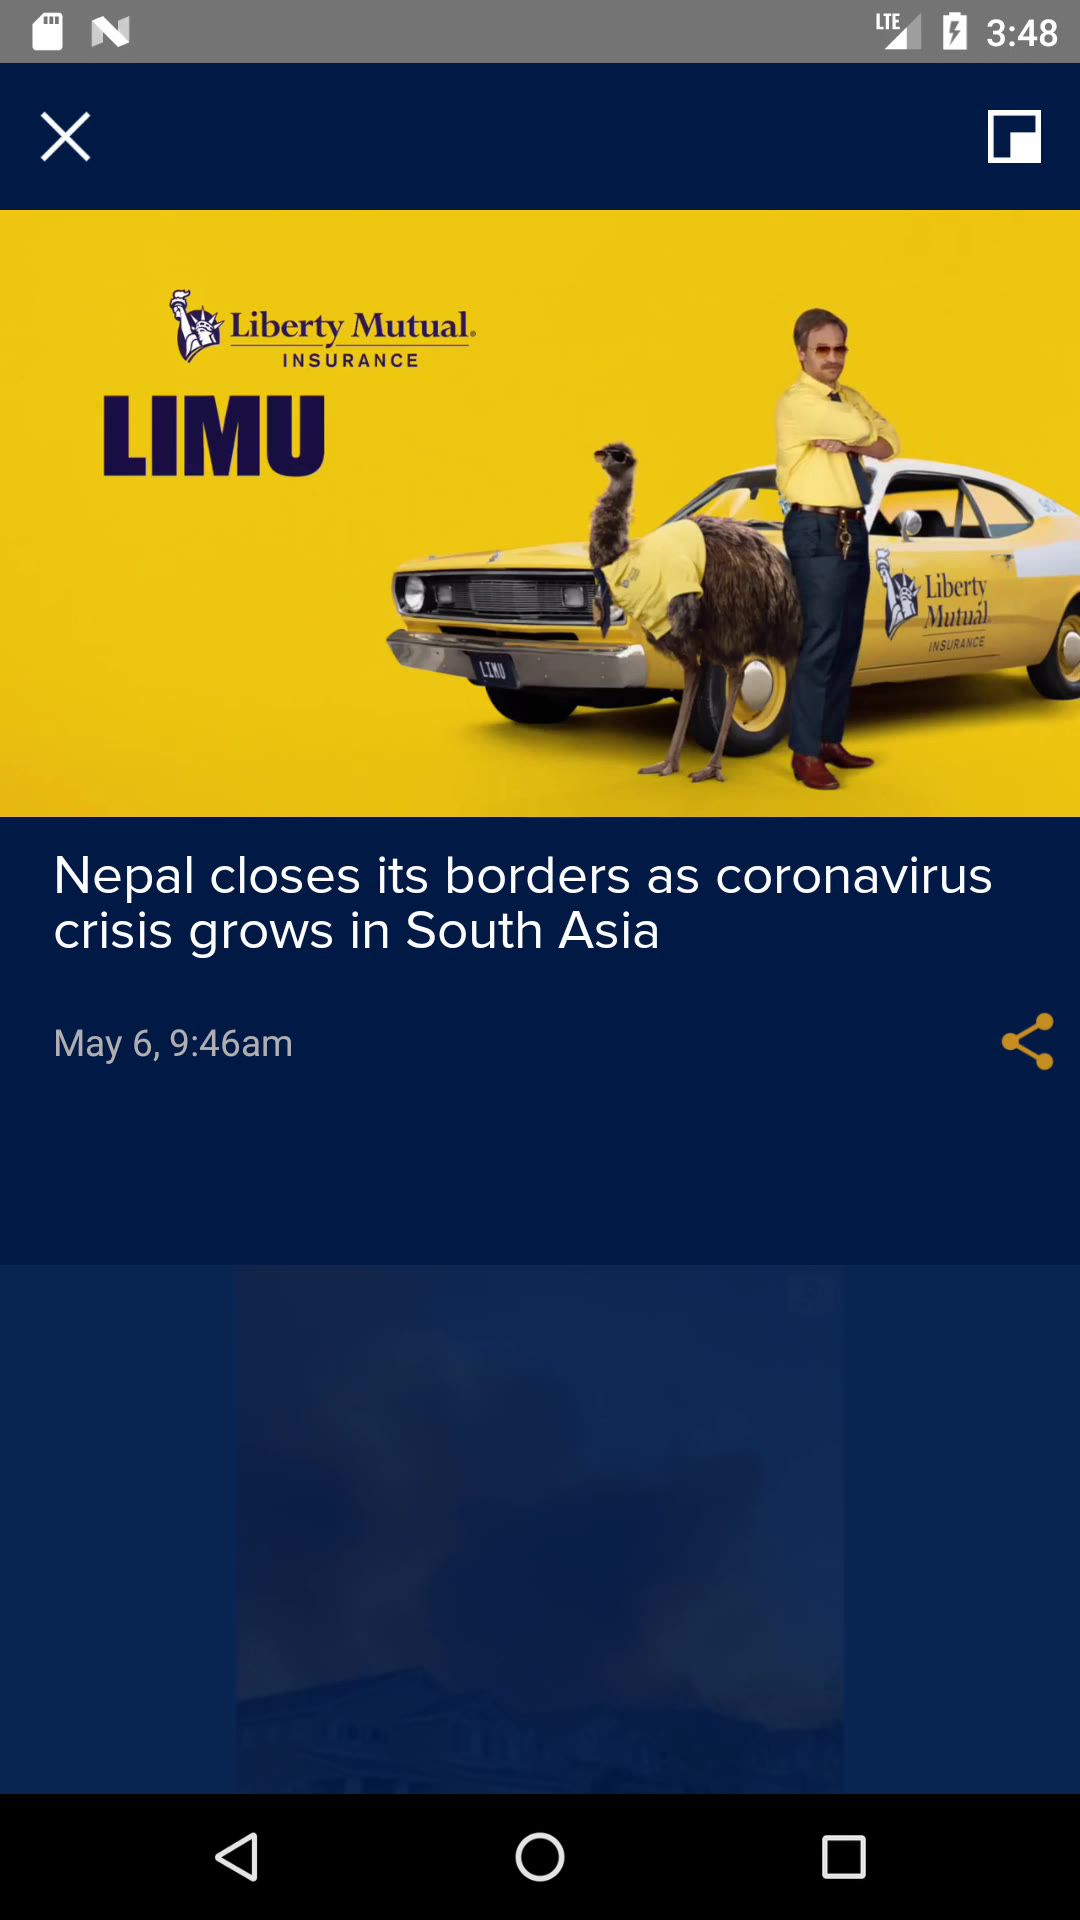 LTE
3:48
Liberty Mutual
INSURANCE
LIMU
Liberty
Mutual
INSURANCE
LIMU
Nepal closes its borders as coronavirus
crisis grows in South Asia
May 6, 9:46am